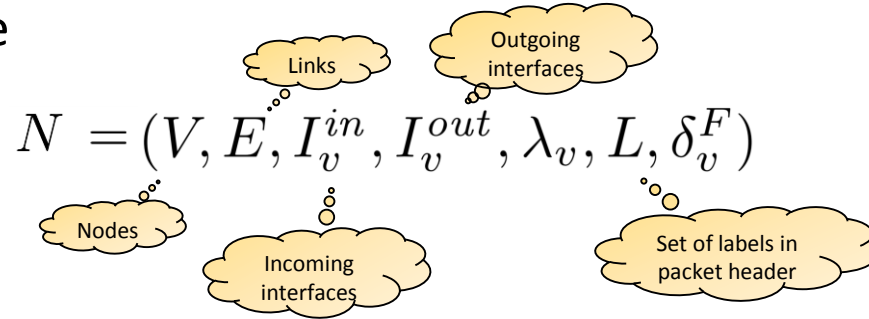 e
Links
Outgoing
interfaces
N = (V, E, I_v^{in}, I_v^{out}, λ_v, L, δ_v^F)
Nodes
Incoming
interfaces
Set of labels in
packet header